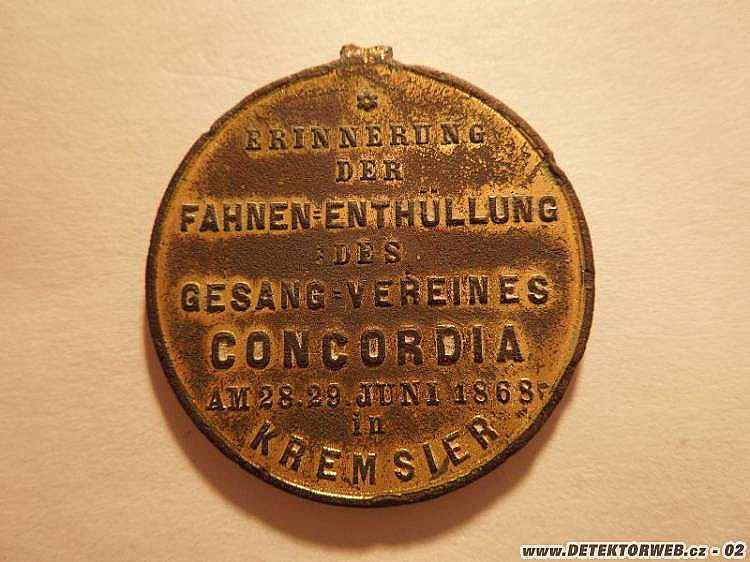 ERINNERUNG
DER
FAHNEN=ENTHÜLLUNG
DES
GESANG=VEREINES
CONCORDIA
AM 28.29.JUNI 1868
in
KREMSIER
www.DETEKTORWEB.cz - 02